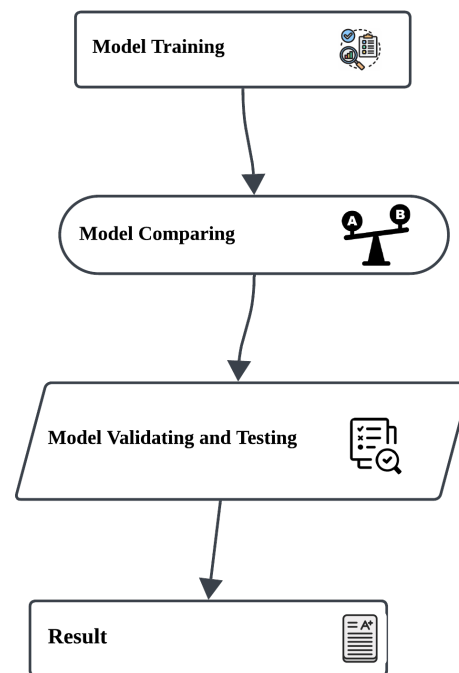 Model Training
Model Comparing
A
B
Model Validating and Testing
Result
A+